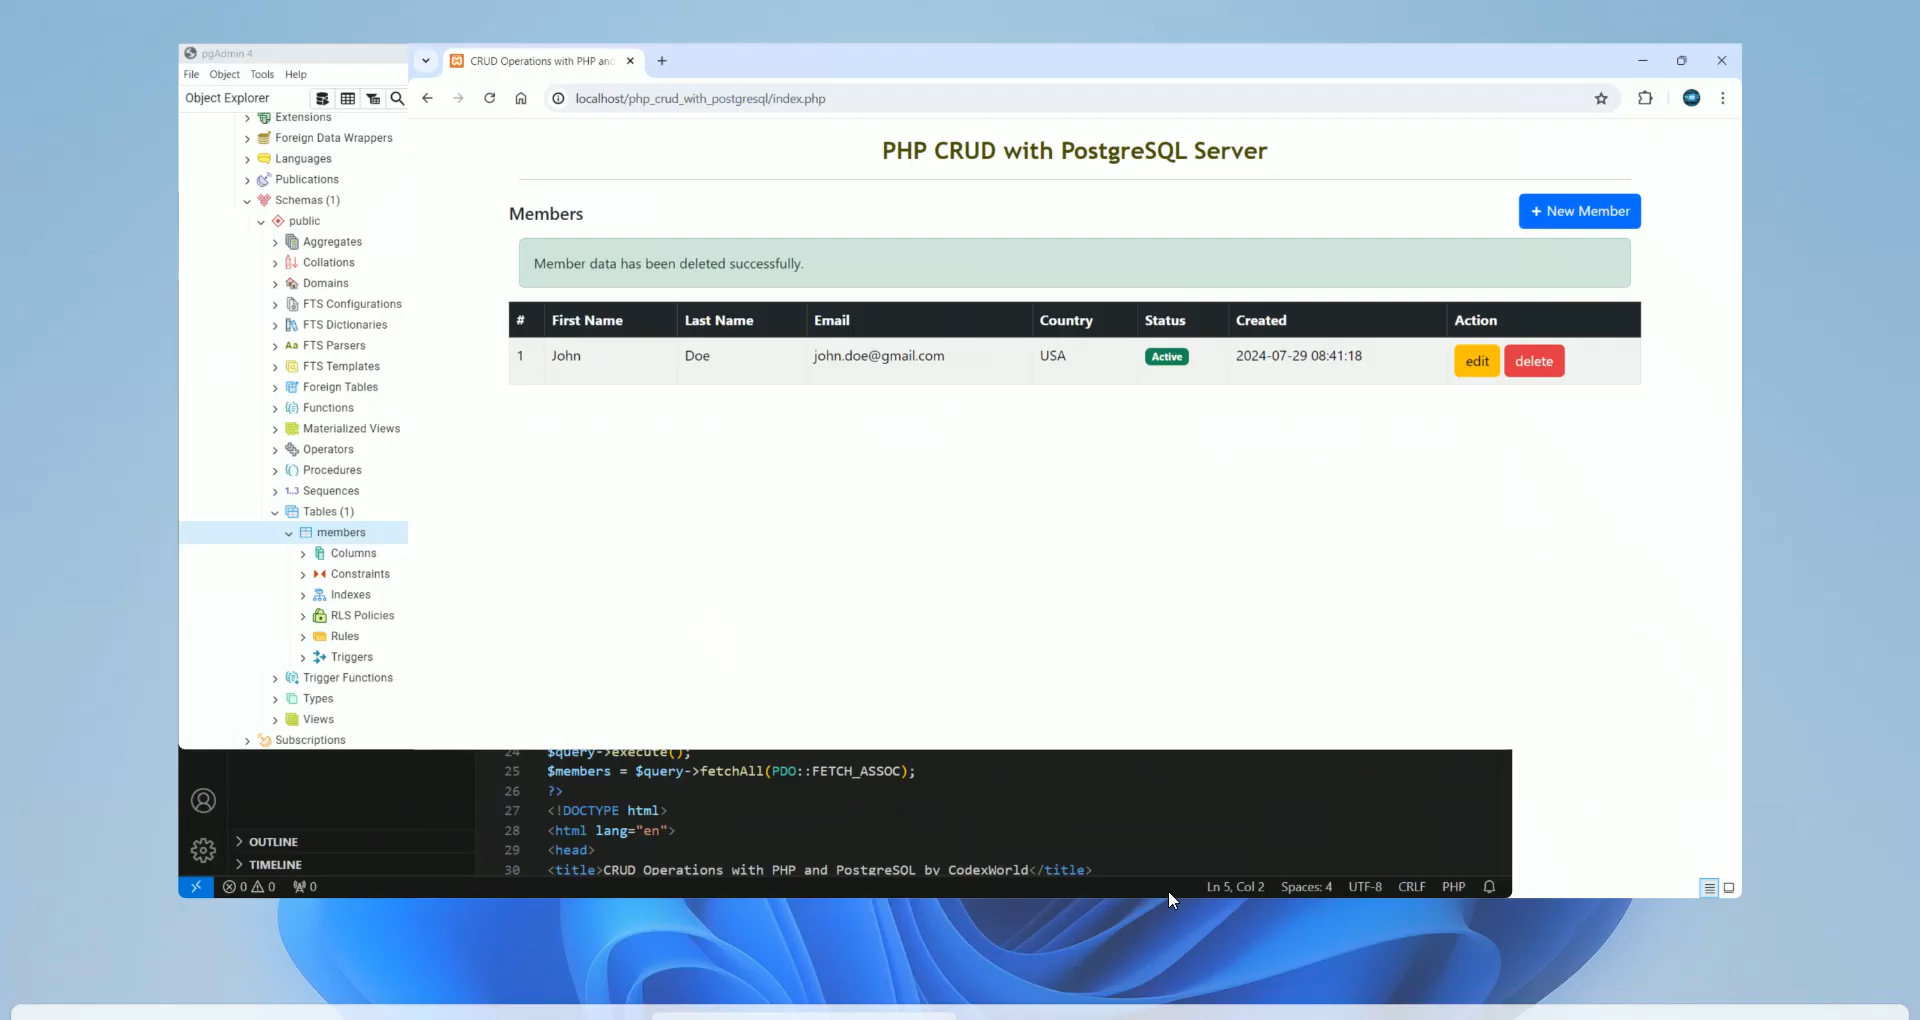 pgAdmin 4
File Object Tools Help
Object Explorer
Extensions
Foreign Data Wrappers
Languages
Publications
Schemas (1)
public
Aggregates
Collations
Domains
FTS Configurations
FTS Dictionaries
Aa FTS Parsers
FTS Templates
Foreign Tables
Functions
Materialized Views
Operators
Procedures
1..3 Sequences
Tables (1)
members
Columns
Constraints
Indexes
RLS Policies
Rules
Triggers
Trigger Functions
Types
Views
Subscriptions
CRUD Operations with PHP and
localhost/php_crud_with_postgresql/index.php
PHP CRUD with PostgreSQL Server
Members
+ New Member
Member data has been deleted successfully.
# First Name Last Name Email Country Status Created Action
1 John Doe john.doe@gmail.com USA Active 2024-07-29 08:41:18 edit delete
24 $query->execute();
25 $members = $query->fetchAll(PDO::FETCH_ASSOC);
26 ?>
27 <!DOCTYPE html>
28 <html lang="en">
29 <head>
30 <title>CRUD Operations with PHP and PostgreSQL by CodexWorld</title>
OUTLINE
TIMELINE
0 0 0
Ln 5, Col 2 Spaces: 4 UTF-8 CRLF PHP